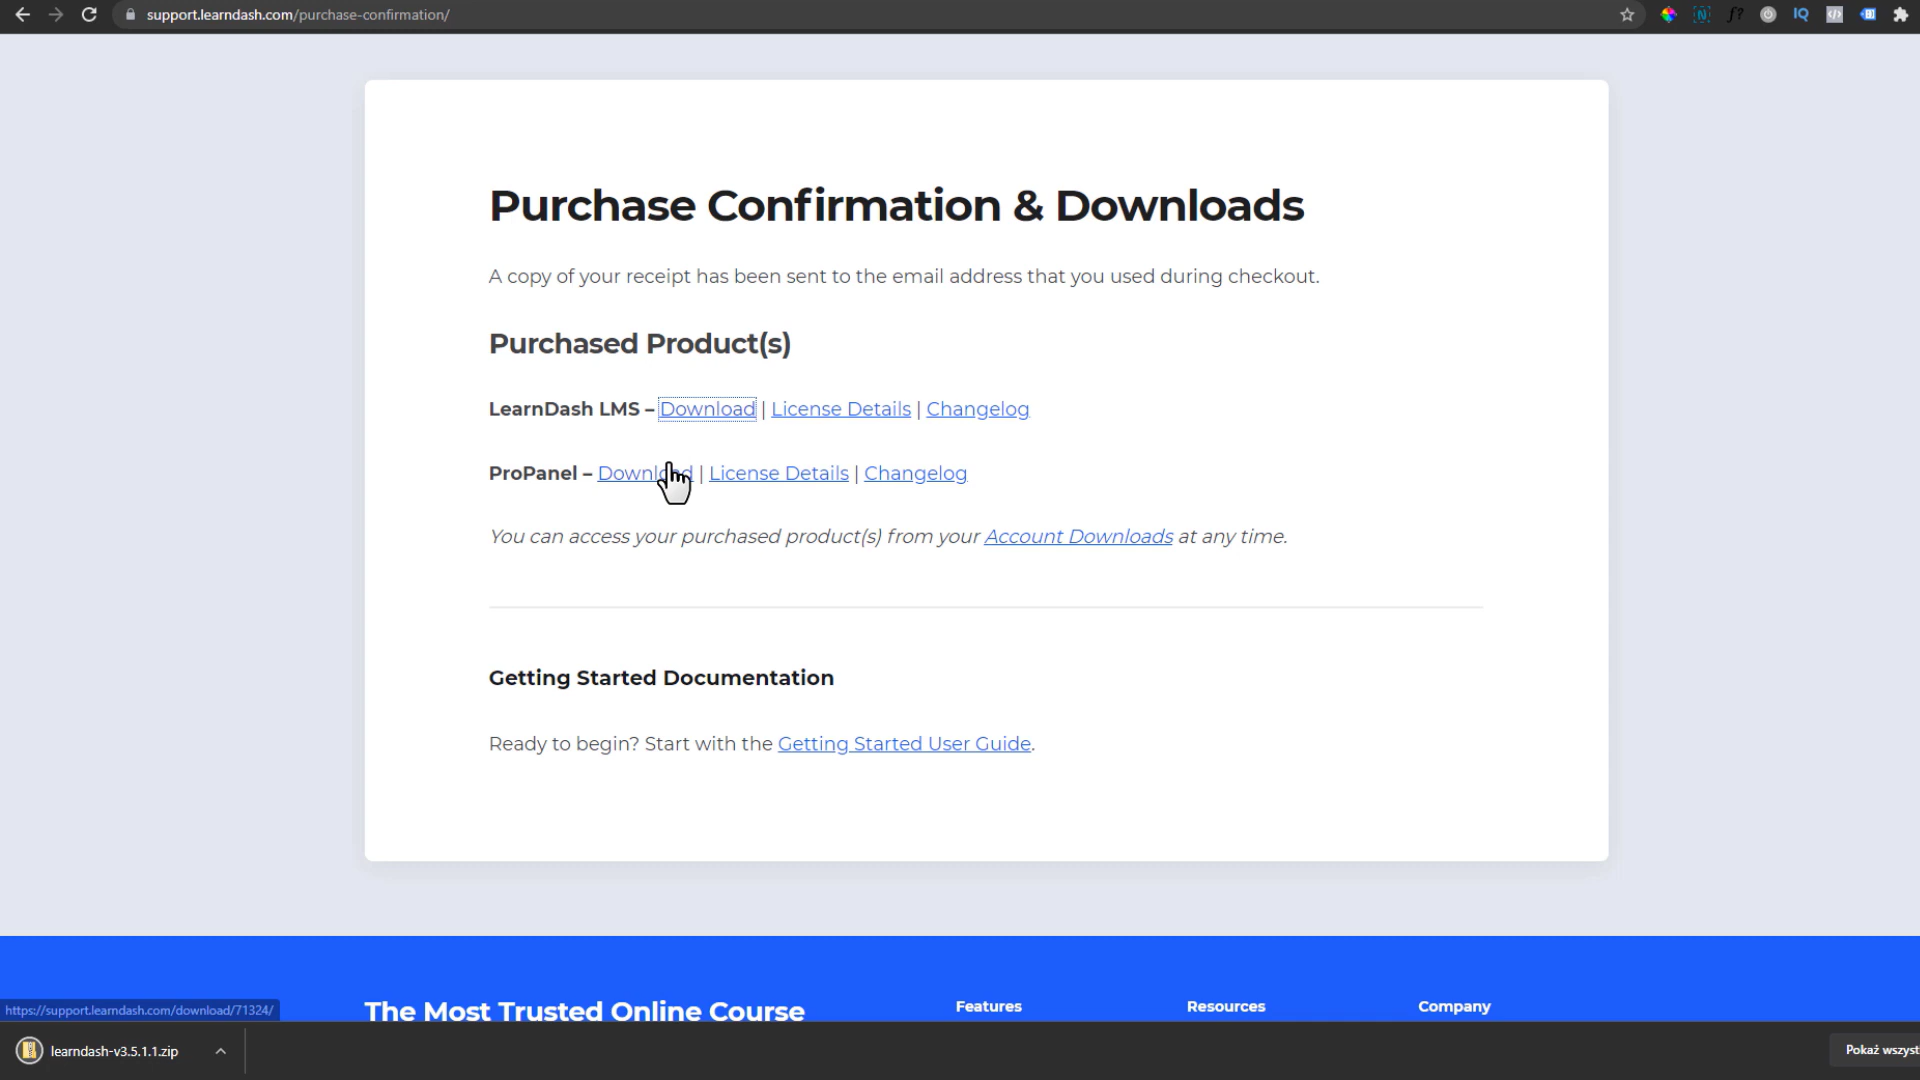 support.learndash.com/purchase-confirmation/
Purchase Confirmation & Downloads
A copy of your receipt has been sent to the email address that you used during checkout.
Purchased Product(s)
LearnDash LMS – Download | License Details | Changelog
ProPanel – Download | License Details | Changelog
You can access your purchased product(s) from your Account Downloads at any time.
Getting Started Documentation
Ready to begin? Start with the Getting Started User Guide.
The Most Trusted Online Course
Features
Resources
Company
https://support.learndash.com/download/71324/
learndash-v3.5.1.1.zip
Pokaż wszyst